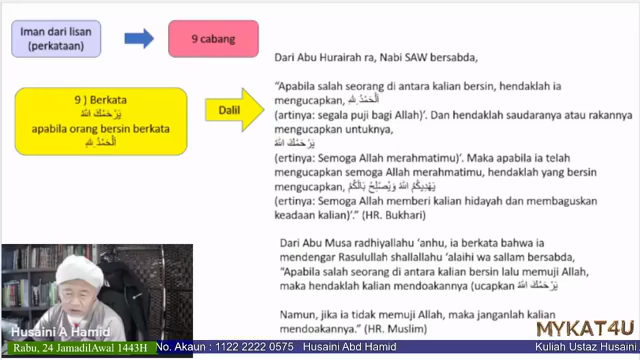 Iman dari lisan
(perkataan)
9 cabang
9 ) Berkata
يَرْحَمُكَ اللهُ
apabila orang bersin berkata
الْحَمْدُ لِلهِ
Dalil
Dari Abu Hurairah ra, Nabi SAW bersabda,
“Apabila salah seorang di antara kalian bersin, hendaklah ia
mengucapkan, الْحَمْدُ لِلهِ
(artinya: segala puji bagi Allah)’. Dan hendaklah saudaranya atau rakannya
mengucapkan untuknya,
يَرْحَمُكَ اللهُ
(ertinya: Semoga Allah merahmatimu)’. Maka apabila ia telah
mengucapkan semoga Allah merahmatimu, hendaklah yang bersin
mengucapkan, يَهْدِيكُمُ اللهُ وَيُصْلِحُ بَالَكُمْ
(ertinya: Semoga Allah memberi kalian hidayah dan membaguskan
keadaan kalian)’.” (HR. Bukhari)
Dari Abu Musa radhiyallahu ‘anhu, ia berkata bahwa ia
mendengar Rasulullah shallallahu ‘alaihi wa sallam bersabda,
“Apabila salah seorang di antara kalian bersin lalu memuji Allah,
maka hendaklah kalian mendoakannya (ucapkan يَرْحَمُكَ اللهُ
Namun, jika ia tidak memuji Allah, maka janganlah kalian
mendoakannya.” (HR. Muslim)
Husaini A Hamid
MYKAT4U
Rabu, 24 JamadilAwal 1443H
No. Akaun : 1122 2222 0575 Husaini Abd Hamid
Kuliah Ustaz Husaini.